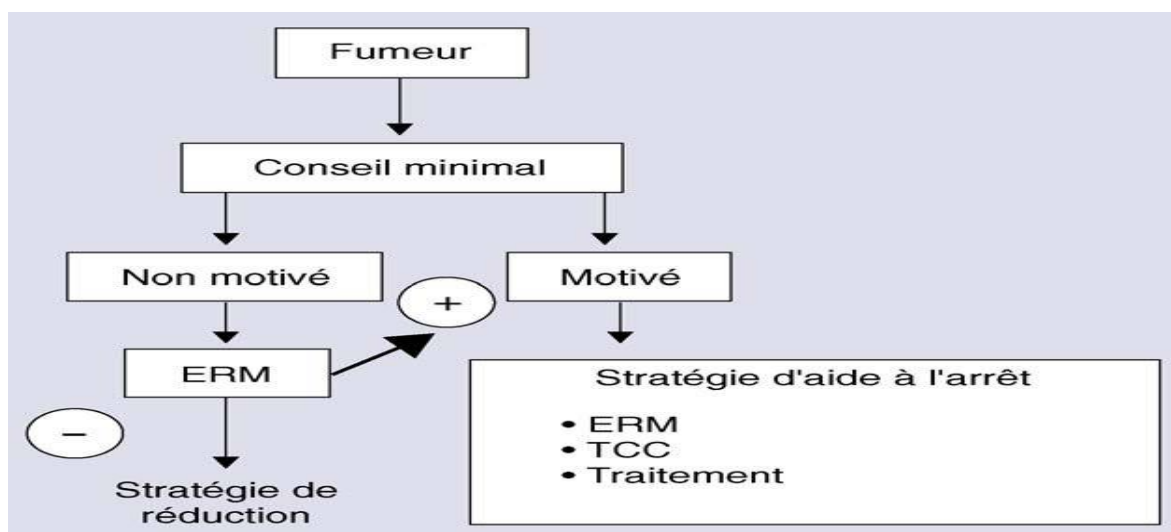 Fumeur
Conseil minimal
Non motivé
+
Motivé
ERM
Stratégie d'aide à l'arrêt
• ERM
• TCC
• Traitement
−
Stratégie de
réduction